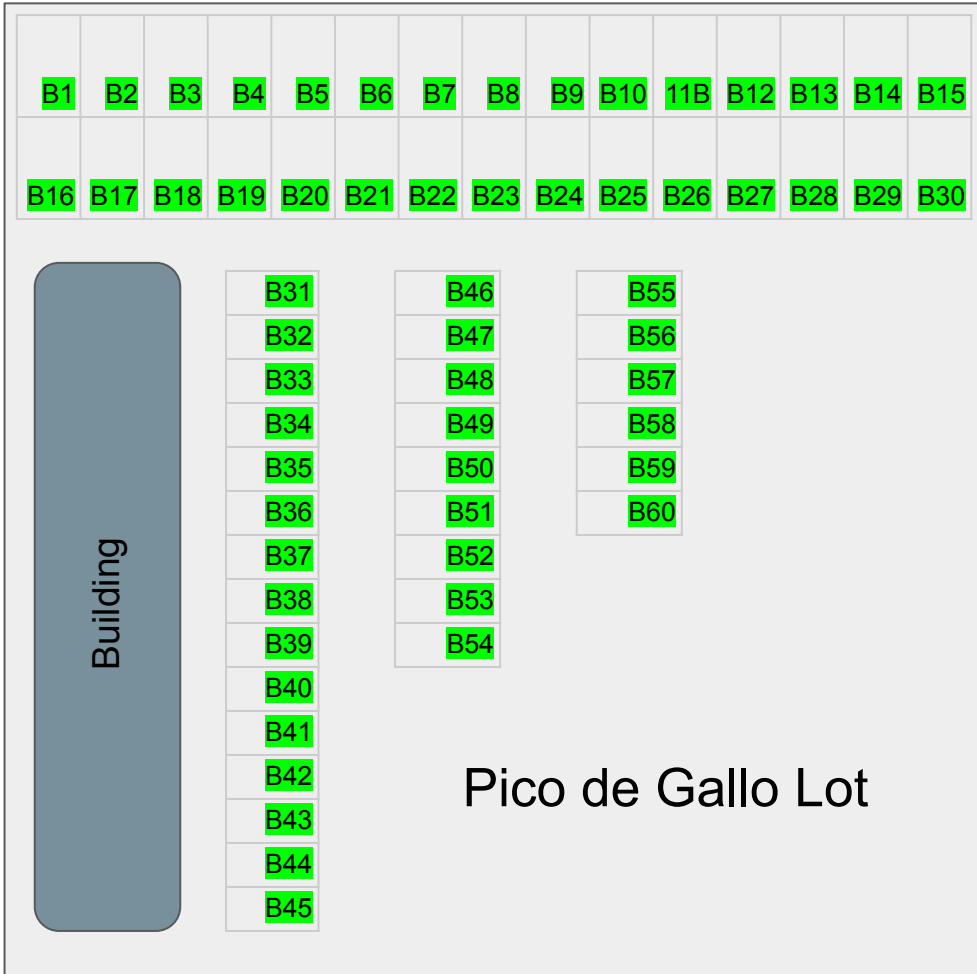 B1 B2 B3 B4 B5 B6 B7 B8 B9 B10 11B B12 B13 B14 B15
B16 B17 B18 B19 B20 B21 B22 B23 B24 B25 B26 B27 B28 B29 B30
B31 B46 B55
B32 B47 B56
B33 B48 B57
B34 B49 B58
B35 B50 B59
B36 B51 B60
B37 B52
B38 B53
B39 B54
B40
B41
B42
B43
B44
B45
Building
Pico de Gallo Lot